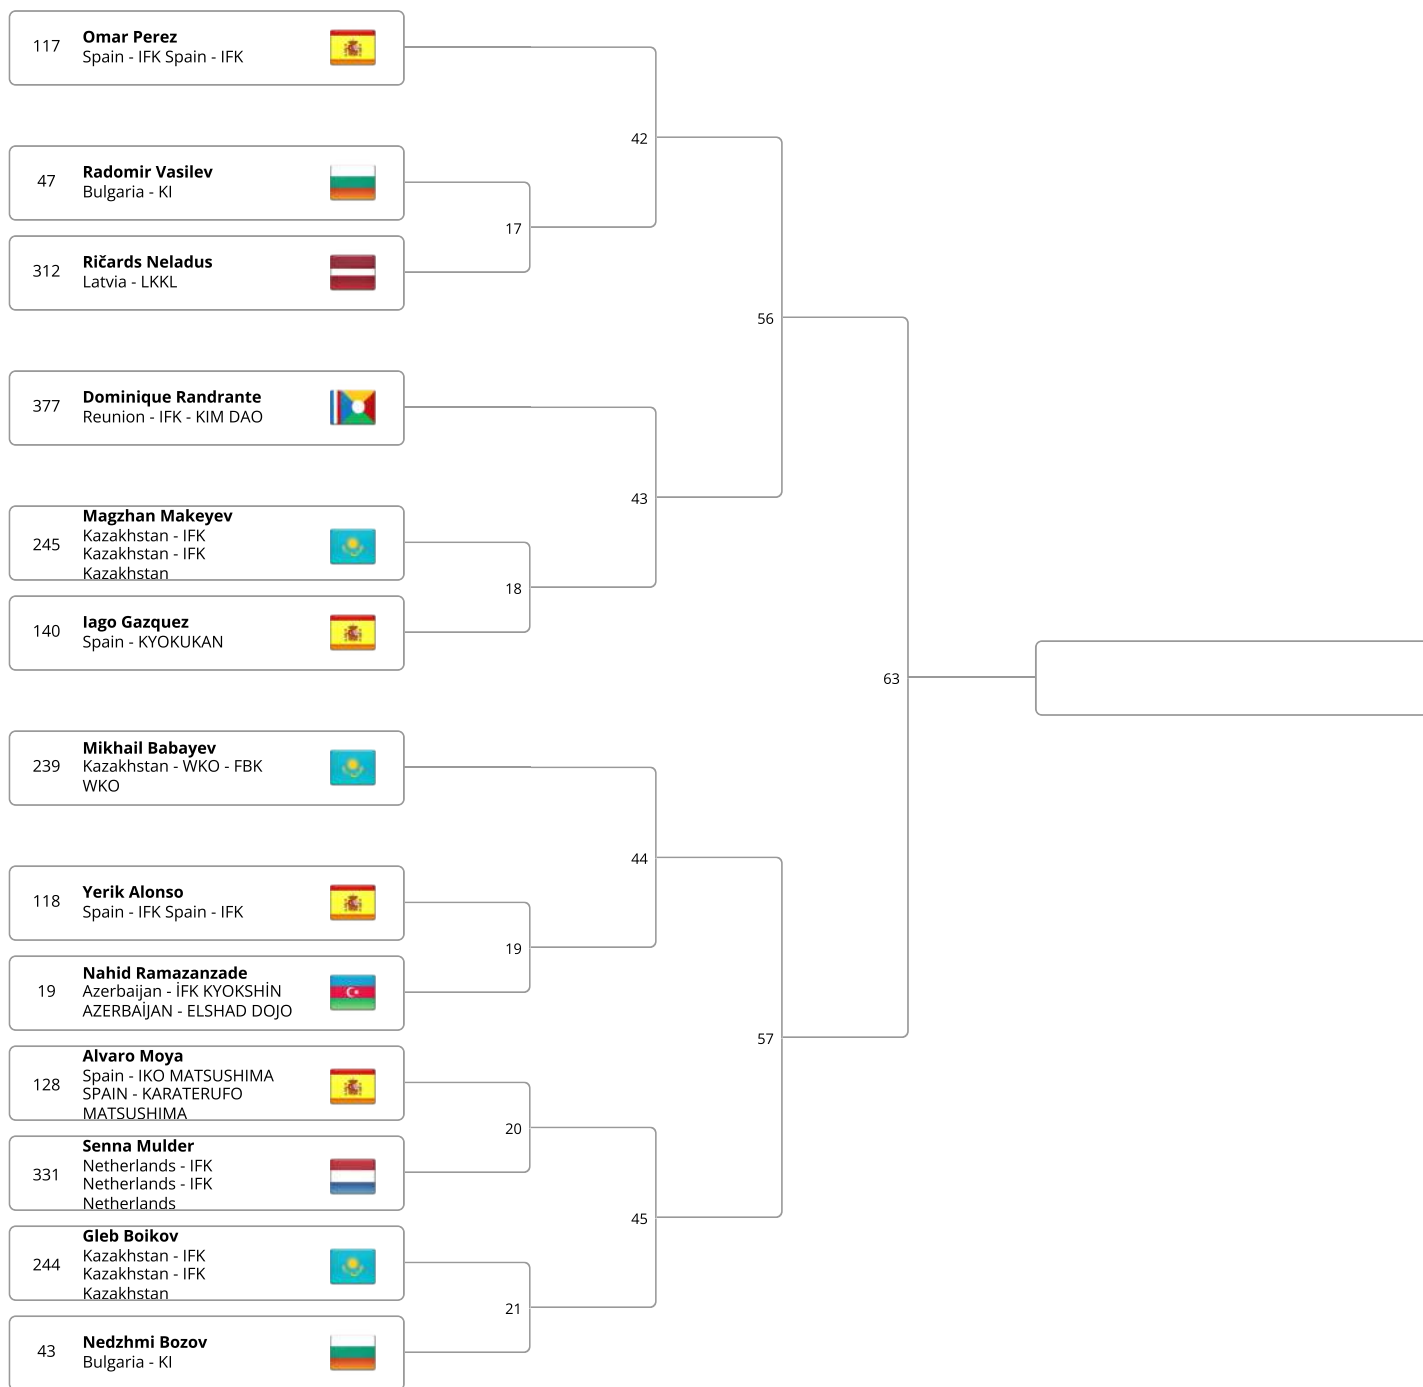 117
Omar Perez
Spain - IFK Spain - IFK
42
47
Radomir Vasilev
Bulgaria - KI
17
312
Ričards Neladus
Latvia - LKKL
56
377
Dominique Randrante
Reunion - IFK - KIM DAO
43
245
Magzhan Makeyev
Kazakhstan - IFK
Kazakhstan - IFK
Kazakhstan
18
140
Iago Gazquez
Spain - KYOKUKAN
63
239
Mikhail Babayev
Kazakhstan - WKO - FBK
WKO
44
118
Yerik Alonso
Spain - IFK Spain - IFK
19
19
Nahid Ramazanzade
Azerbaijan - İFK KYOKSHİN
AZERBAİJAN - ELSHAD DOJO
57
128
Alvaro Moya
Spain - IKO MATSUSHIMA
SPAIN - KARATERUFO
MATSUSHIMA
20
331
Senna Mulder
Netherlands - IFK
Netherlands - IFK
Netherlands
45
244
Gleb Boikov
Kazakhstan - IFK
Kazakhstan - IFK
Kazakhstan
21
43
Nedzhmi Bozov
Bulgaria - KI